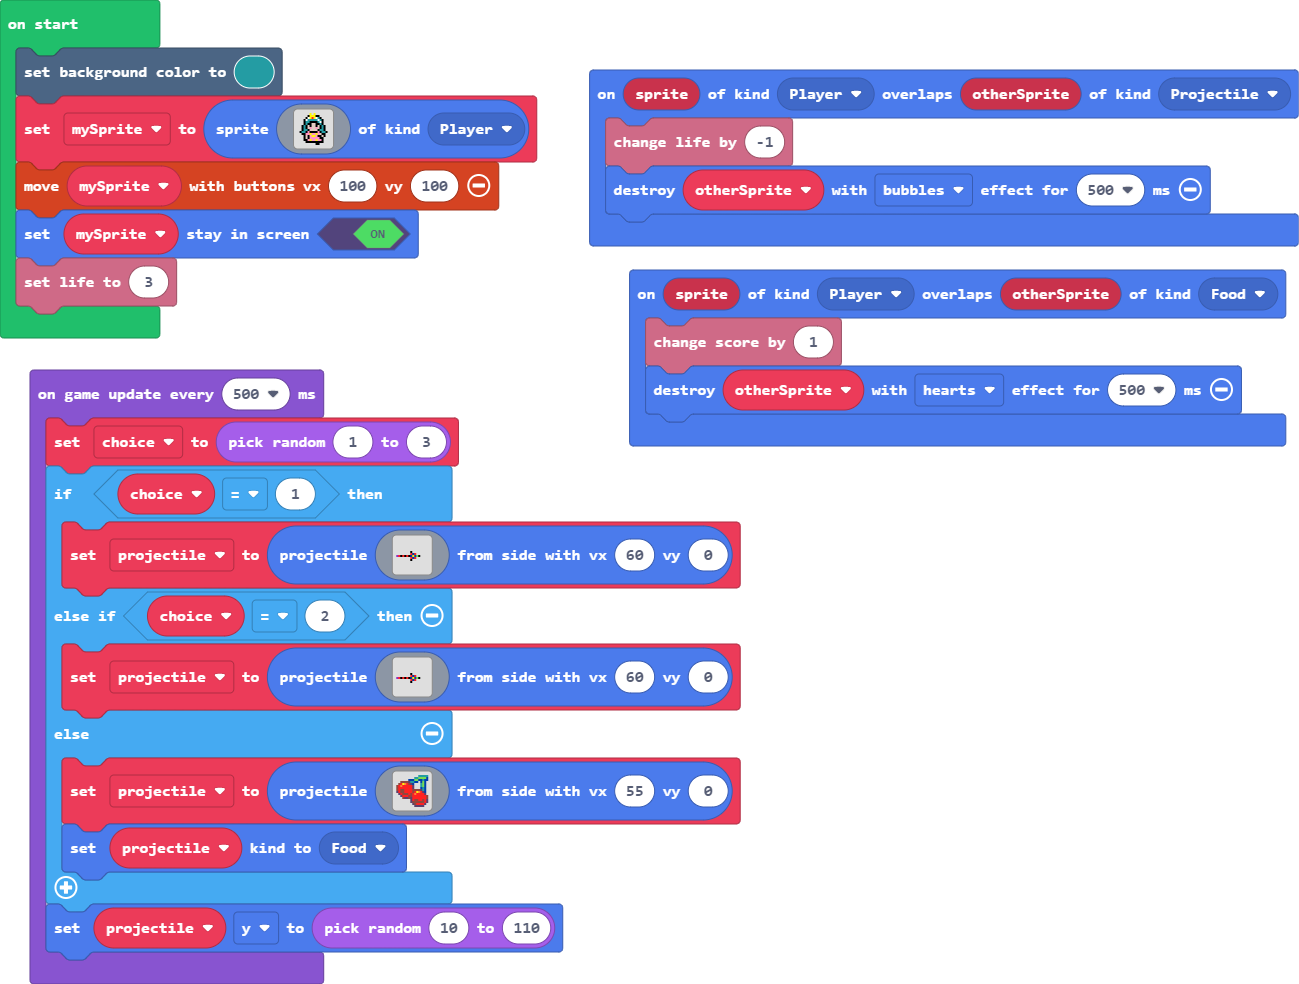 on start
set background color to
set mySprite to sprite of kind Player
move mySprite with buttons vx 100 vy 100
set mySprite stay in screen ON
set life to 3
on sprite of kind Player overlaps otherSprite of kind Projectile
change life by -1
destroy otherSprite with bubbles effect for 500 ms
on sprite of kind Player overlaps otherSprite of kind Food
change score by 1
destroy otherSprite with hearts effect for 500 ms
on game update every 500 ms
set choice to pick random 1 to 3
if choice = 1 then
set projectile to projectile from side with vx 60 vy 0
else if choice = 2 then
set projectile to projectile from side with vx 60 vy 0
else
set projectile to projectile from side with vx 55 vy 0
set projectile kind to Food
set projectile y to pick random 10 to 110